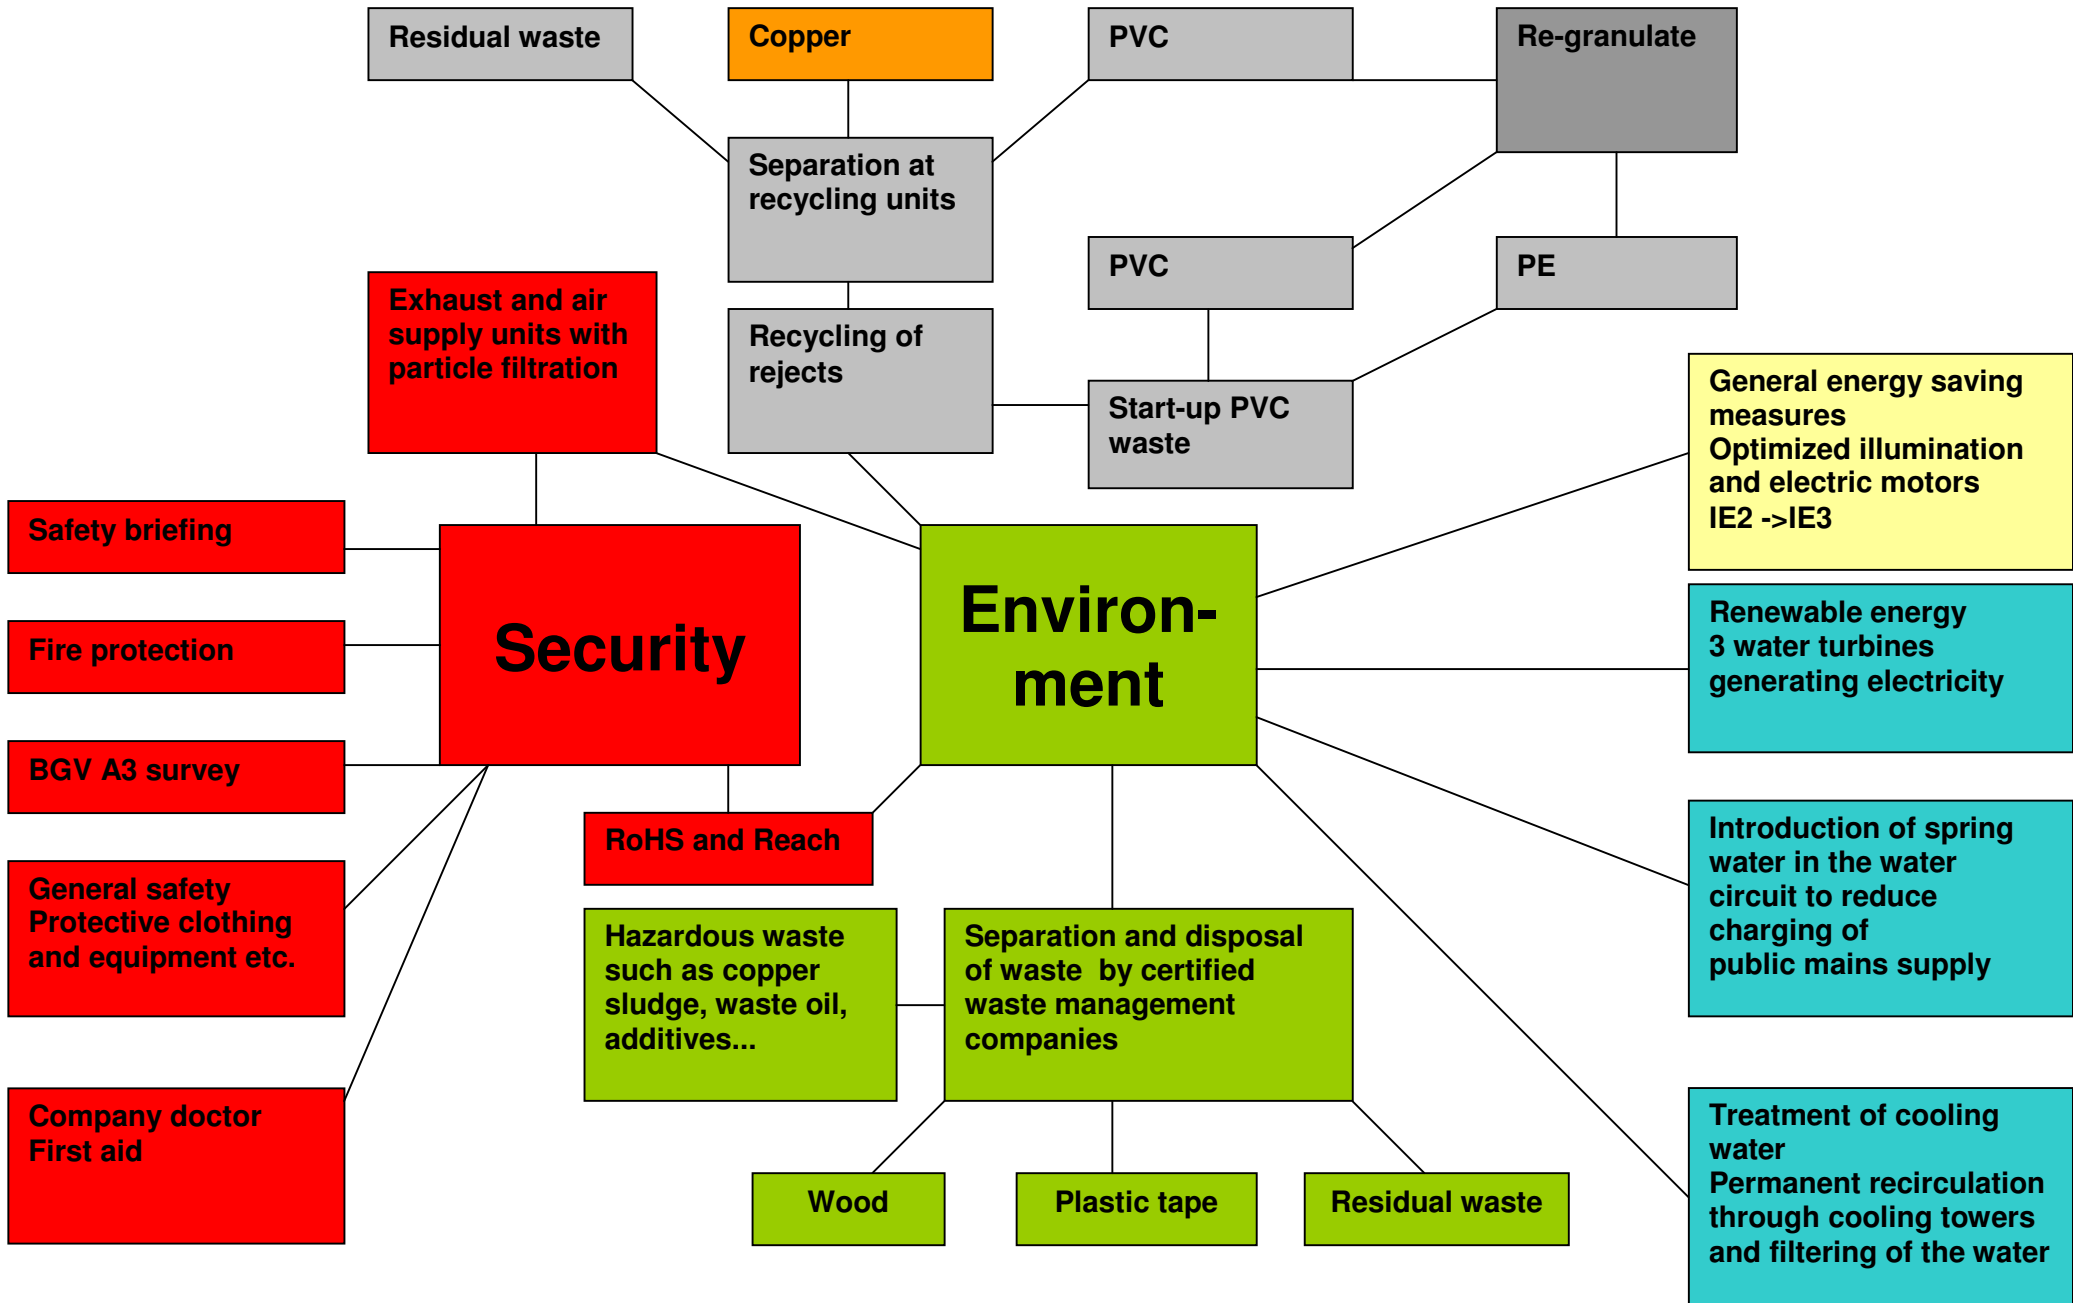 Residual waste
Copper
PVC
Re-granulate
Separation at
recycling units
PVC
PE
Exhaust and air
supply units with
particle filtration
Recycling of
rejects
Start-up PVC
waste
General energy saving
measures
Optimized illumination
and electric motors
IE2 ->IE3
Safety briefing
Fire protection
BGV A3 survey
General safety
Protective clothing
and equipment etc.
Company doctor
First aid
Security
Environ-
ment
Renewable energy
3 water turbines
generating electricity
RoHS and Reach
Introduction of spring
water in the water
circuit to reduce
charging of
public mains supply
Hazardous waste
such as copper
sludge, waste oil,
additives...
Separation and disposal
of waste  by certified
waste management
companies
Wood
Plastic tape
Residual waste
Treatment of cooling
water
Permanent recirculation
through cooling towers
and filtering of the water